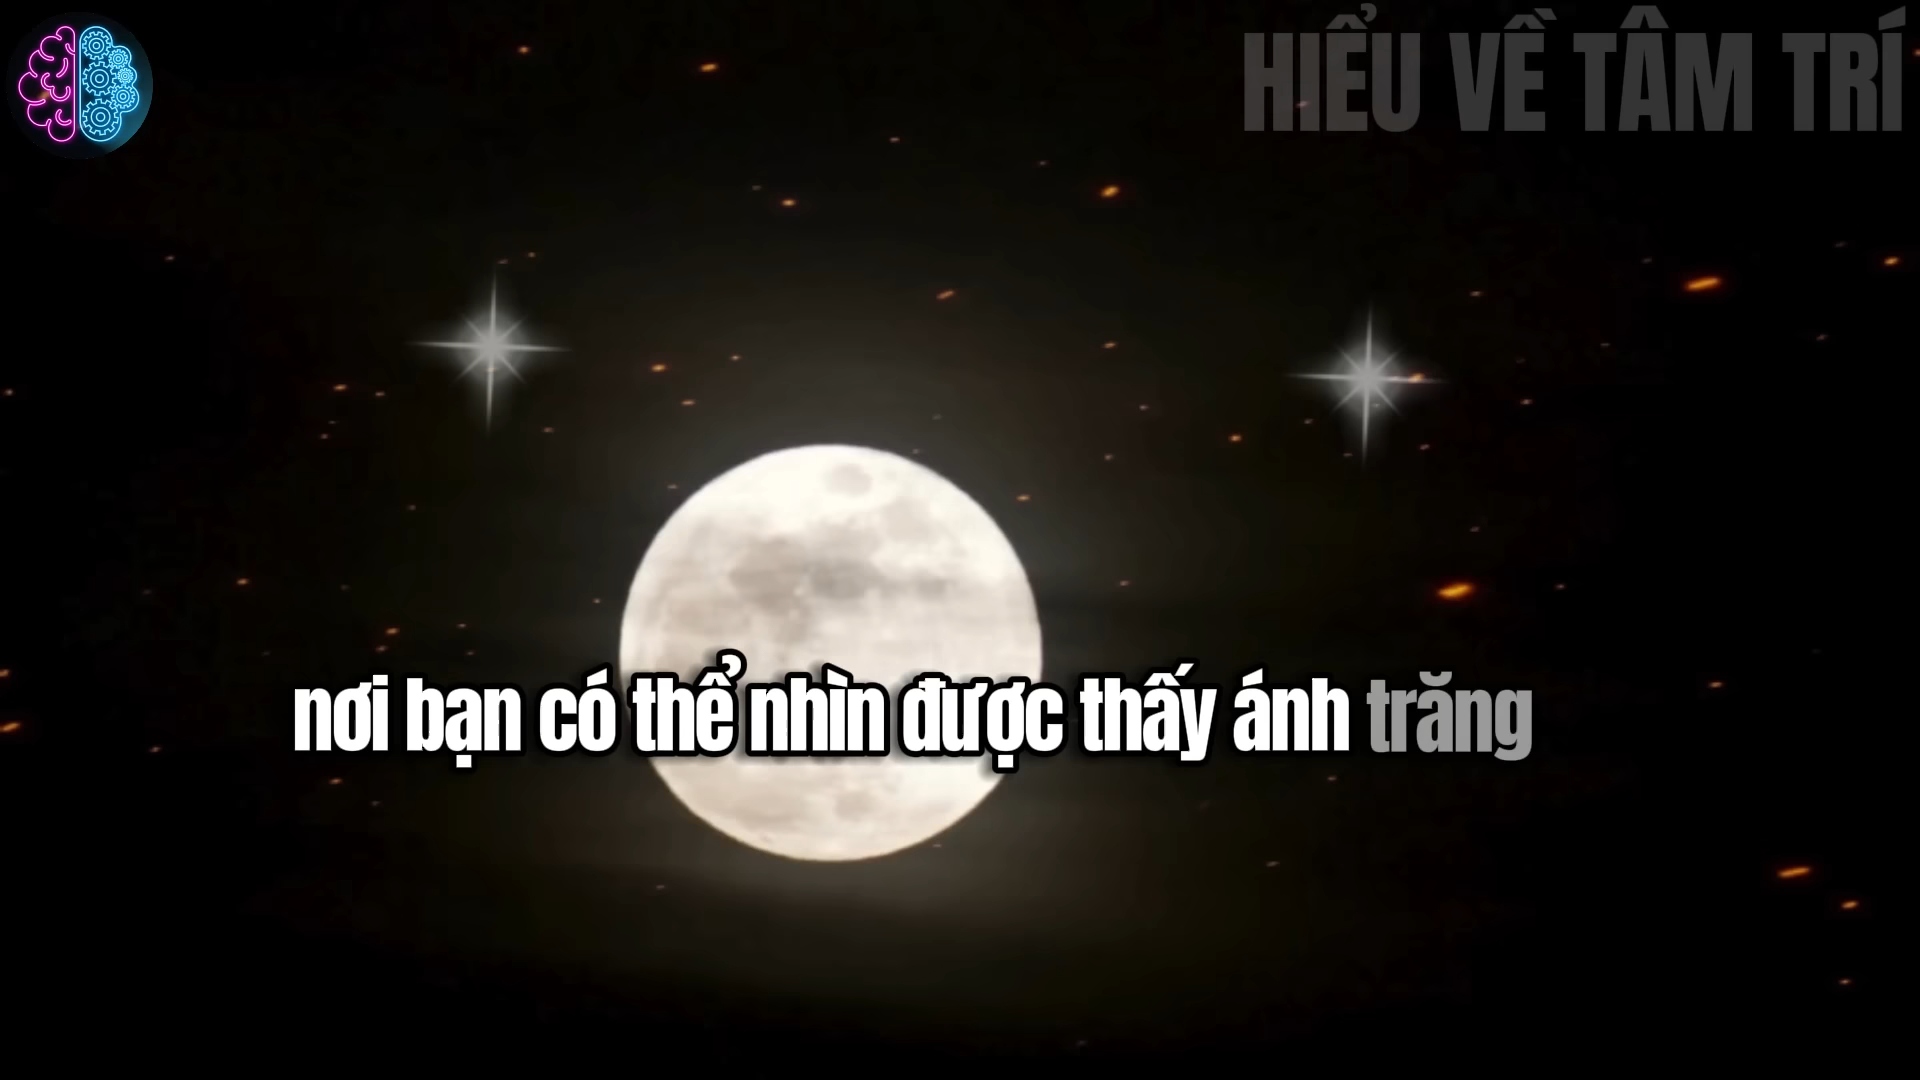 HIỂU VỀ TÂM TRÍ
nơi bạn có thể nhìn được thấy ánh trăng